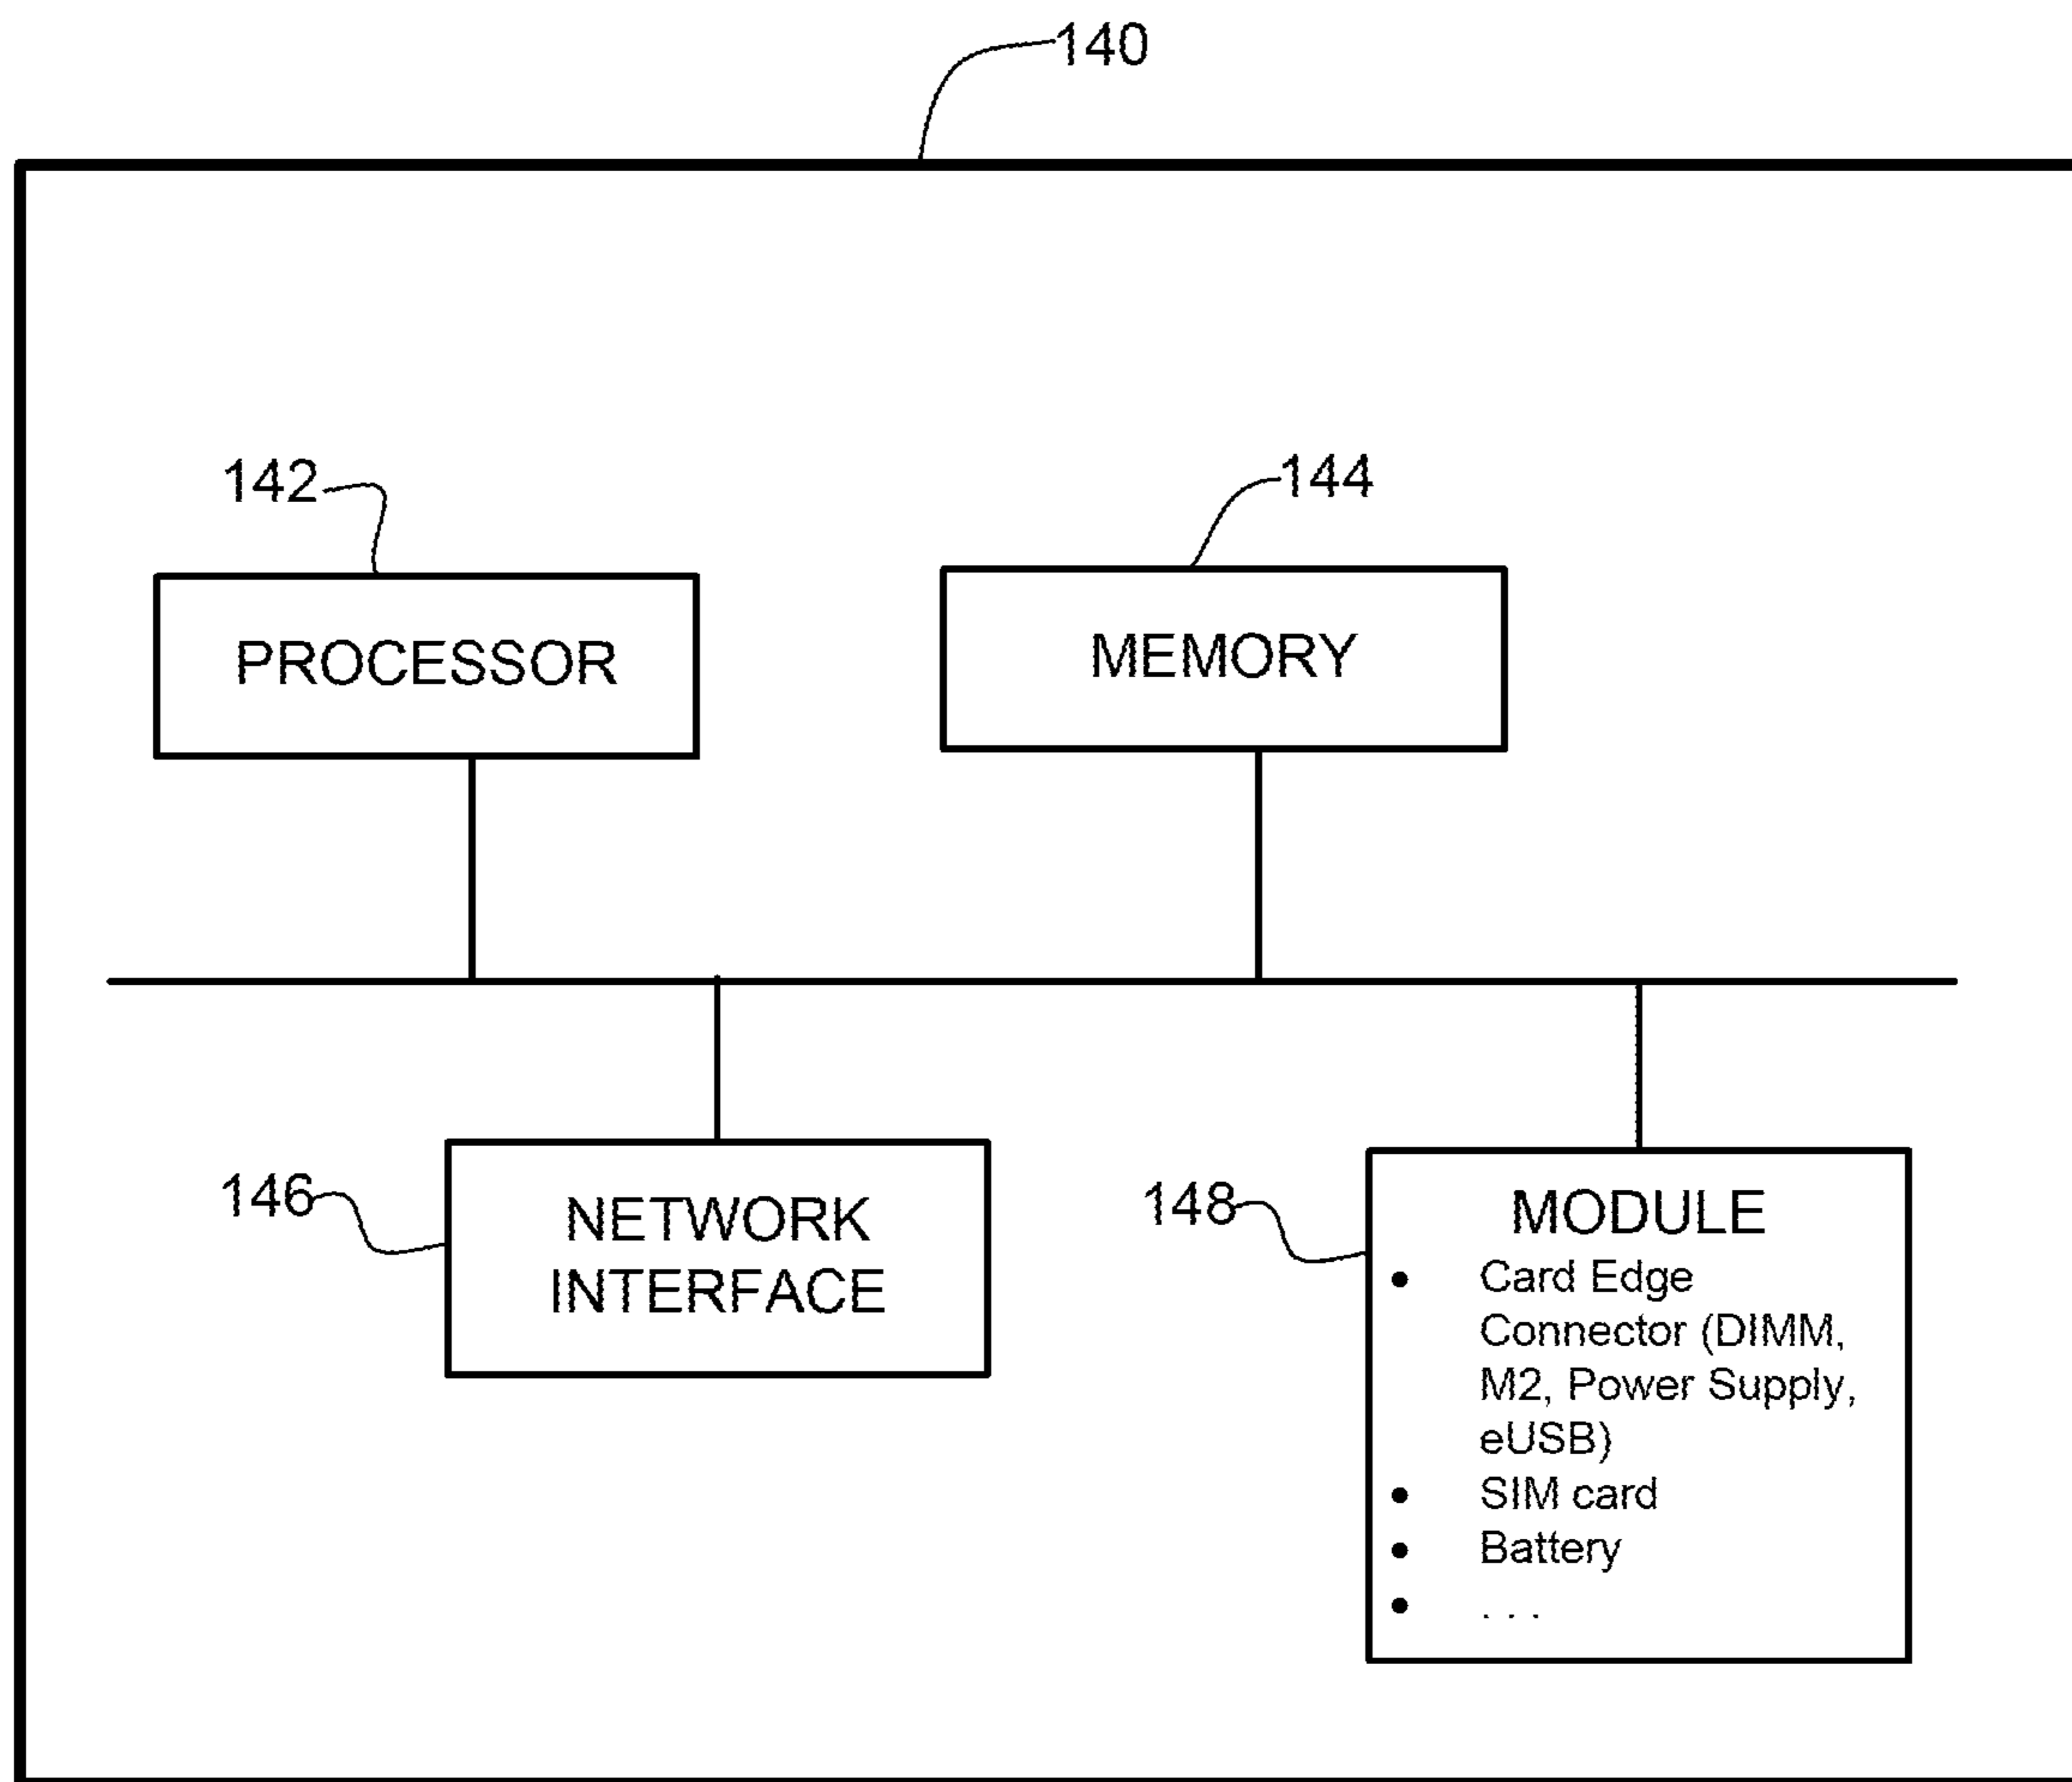 140
142
144
PROCESSOR
MEMORY
146
NETWORK
INTERFACE
148
MODULE
• Card Edge
Connector (DIMM,
M2, Power Supply,
eUSB)
• SIM card
• Battery
• . . .